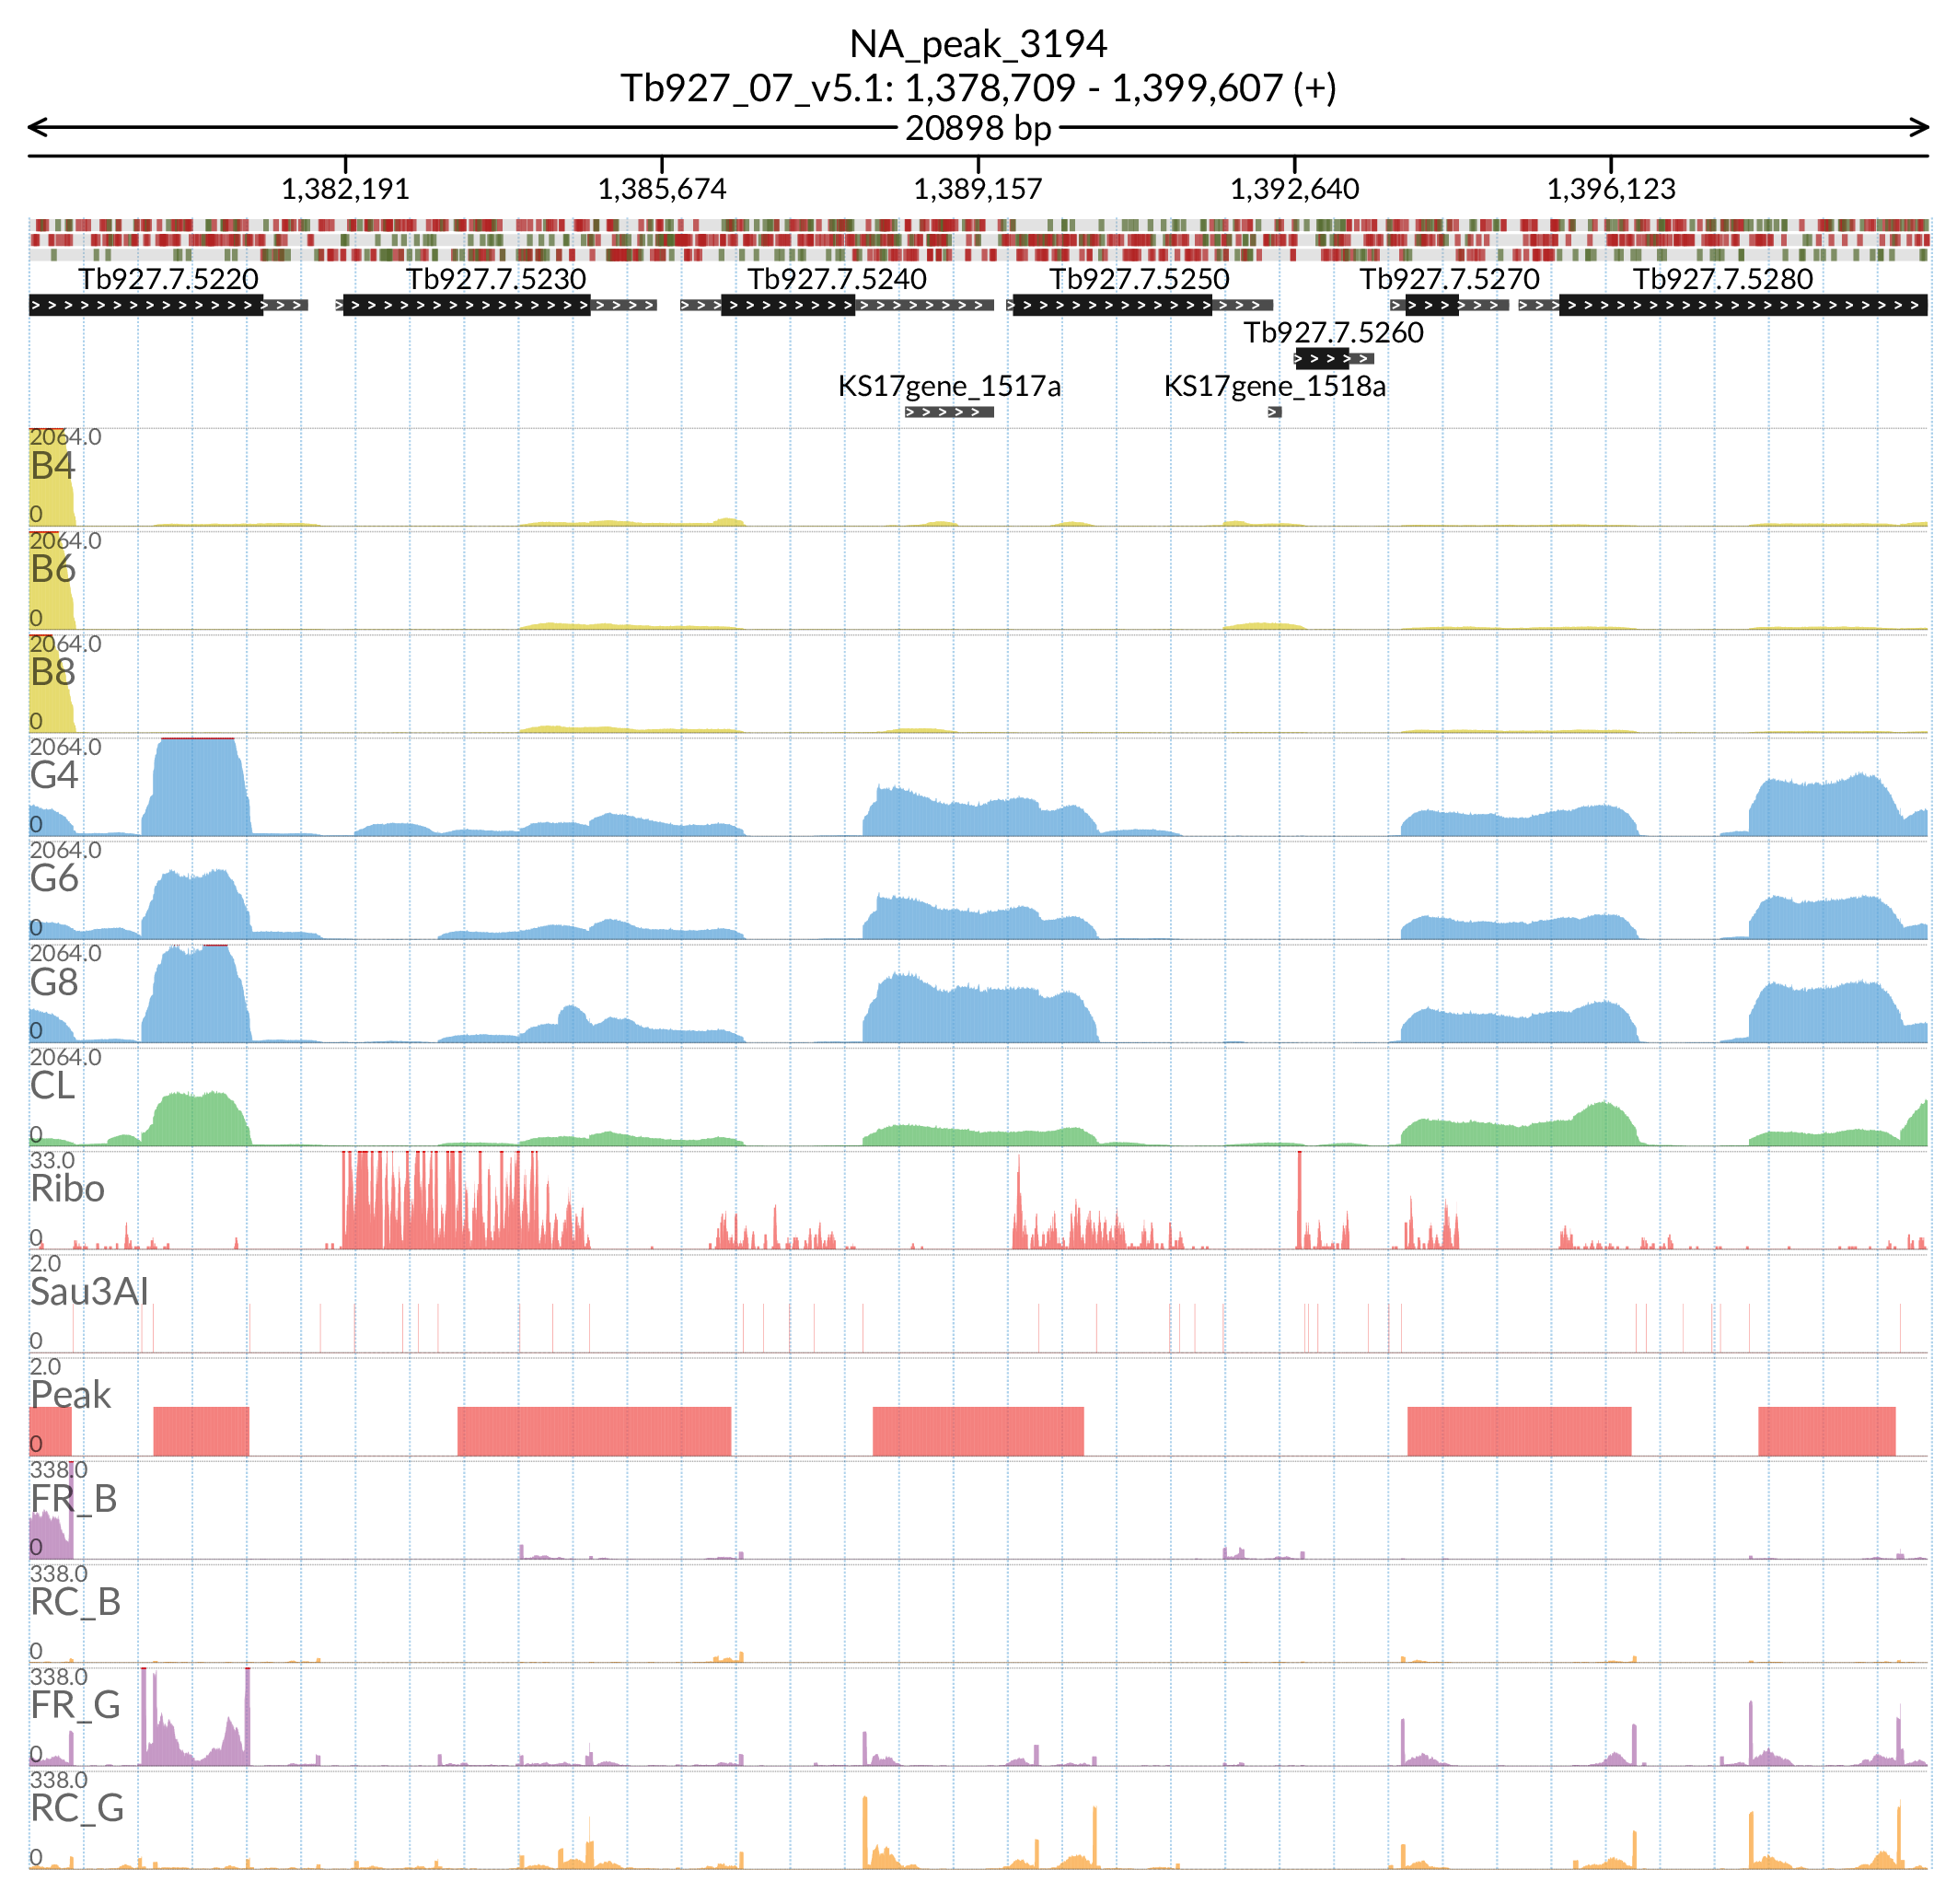 NA_peak_3194
Tb927_07_v5.1: 1,378,709 - 1,399,607 (+)
20898 bp
1,382,191 1,385,674 1,389,157 1,392,640 1,396,123
Tb927.7.5220 Tb927.7.5230 Tb927.7.5240 Tb927.7.5250 Tb927.7.5270 Tb927.7.5280
Tb927.7.5260
KS17gene_1517a KS17gene_1518a
2064.0
B4
0
2064.0
B6
0
2064.0
B8
0
2064.0
G4
0
2064.0
G6
0
2064.0
G8
0
2064.0
CL
0
33.0
Ribo
0
2.0
Sau3AI
0
2.0
Peak
0
338.0
FR_B
0
338.0
RC_B
0
338.0
FR_G
0
338.0
RC_G
0